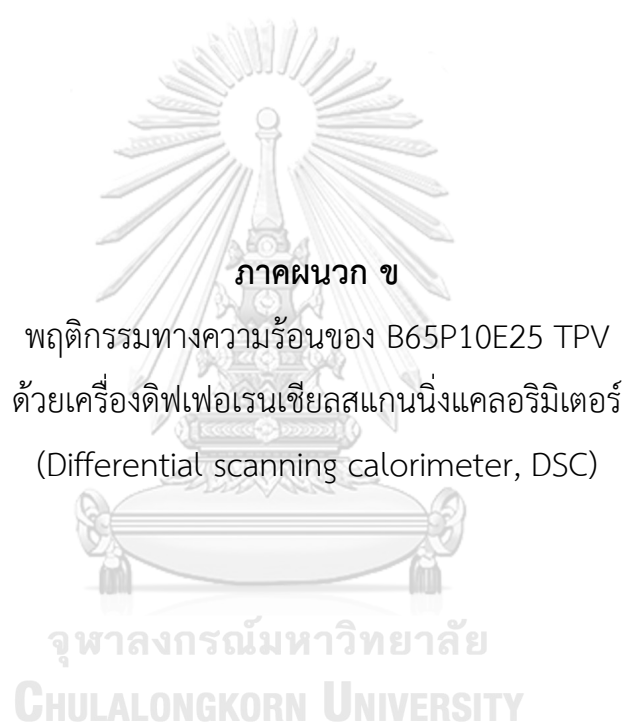 ภาคผนวก ข
พฤติกรรมทางความร้อนของ B65P10E25 TPV
ด้วยเครื่องดิฟเฟอเรนเชียลสแกนนิ่งแคลอริมิเตอร์
(Differential scanning calorimeter, DSC)
จุฬาลงกรณ์มหาวิทยาลัย
CHULALONGKORN UNIVERSITY